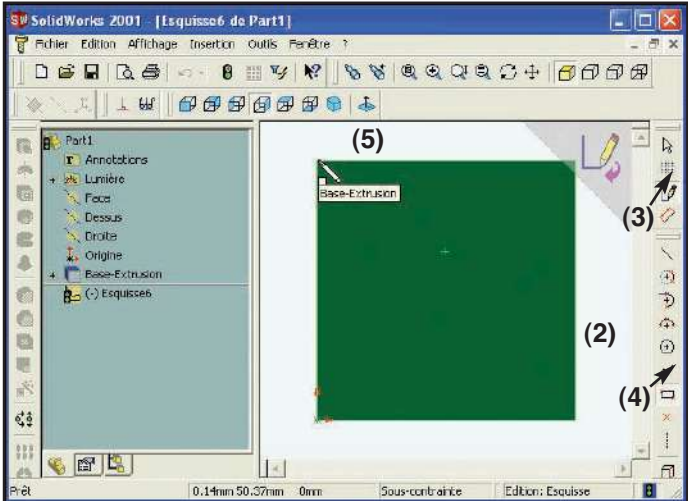 SolidWorks 2001 - [Esquisse6 de Part1]
Fichier Edition Affichage Insertion Outils Fenêtre ?
(5)
Part1
Annotations
Lumière
Face
Dessus
Droite
Origine
Base-Extrusion
(-) Esquisse6
Base-Extrusion
(3)
(2)
(4)
Prêt 0.14mm 50.37mm 0mm Sous-contrainte Edition: Esquisse